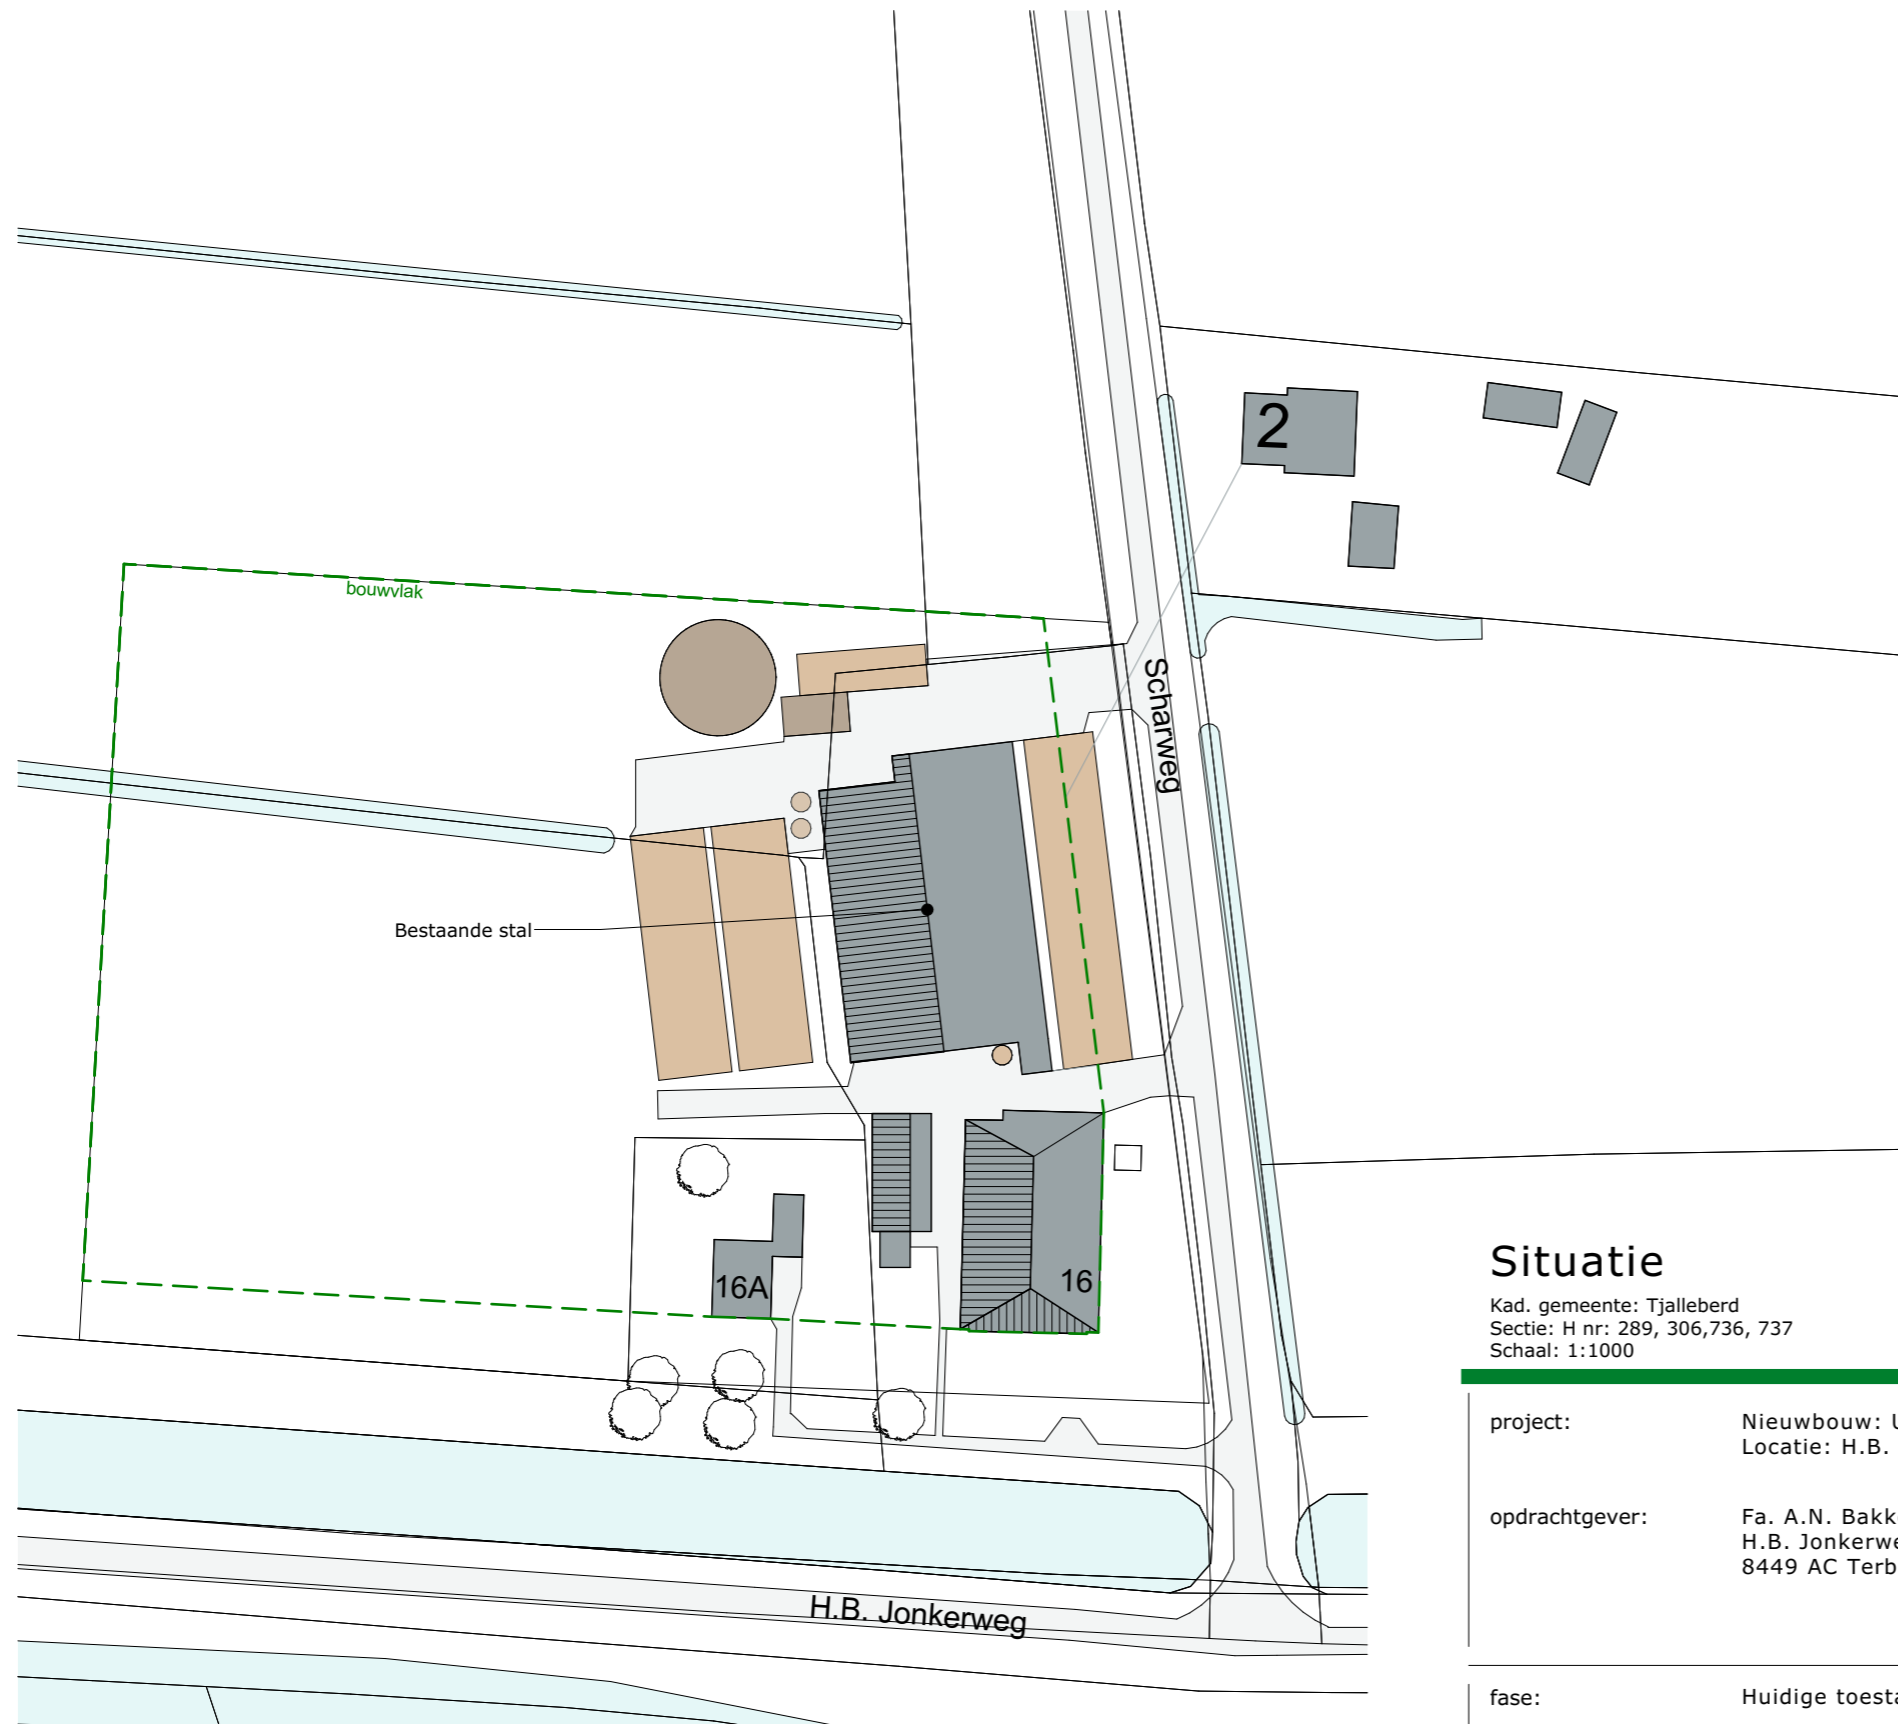 2
bouwvlak
Scharweg
Bestaande stal
16A
16
H.B. Jonkerweg
Situatie
Kad. gemeente: Tjalleberd
Sectie: H nr: 289, 306,736, 737
Schaal: 1:1000
project: Nieuwbouw:
Locatie: H.B.
opdrachtgever: Fa. A.N.
H.B.
8449 AC
fase: Huidige